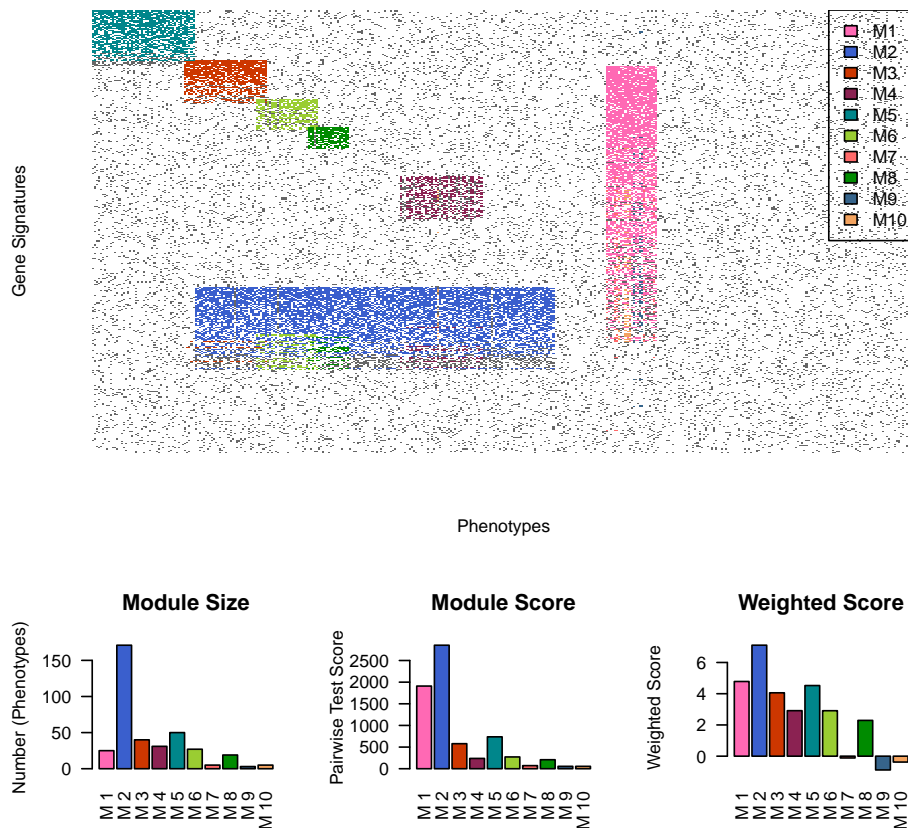 Gene Signatures
M1
M2
M3
M4
M5
M6
M7
M8
M9
M10
Phenotypes
Module Size
Number (Phenotypes)
150
100
50
0
M 1
M 2
M 3
M 4
M 5
M 6
M 7
M 8
M 9
M 10
Module Score
Pairwise Test Score
2500
2000
1500
1000
500
0
M 1
M 2
M 3
M 4
M 5
M 6
M 7
M 8
M 9
M 10
Weighted Score
Weighted Score
6
4
2
0
M 1
M 2
M 3
M 4
M 5
M 6
M 7
M 8
M 9
M 10